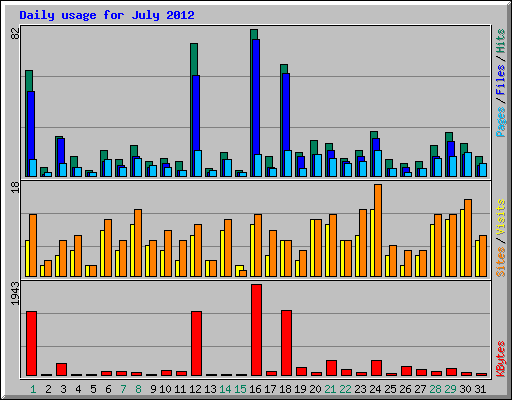 Daily usage for July 2012
82
Pages / Files / Hits
18
Sites / Visits
1943
KBytes
1 2 3 4 5 6 7 8 9 10 11 12 13 14 15 16 17 18 19 20 21 22 23 24 25 26 27 28 29 30 31